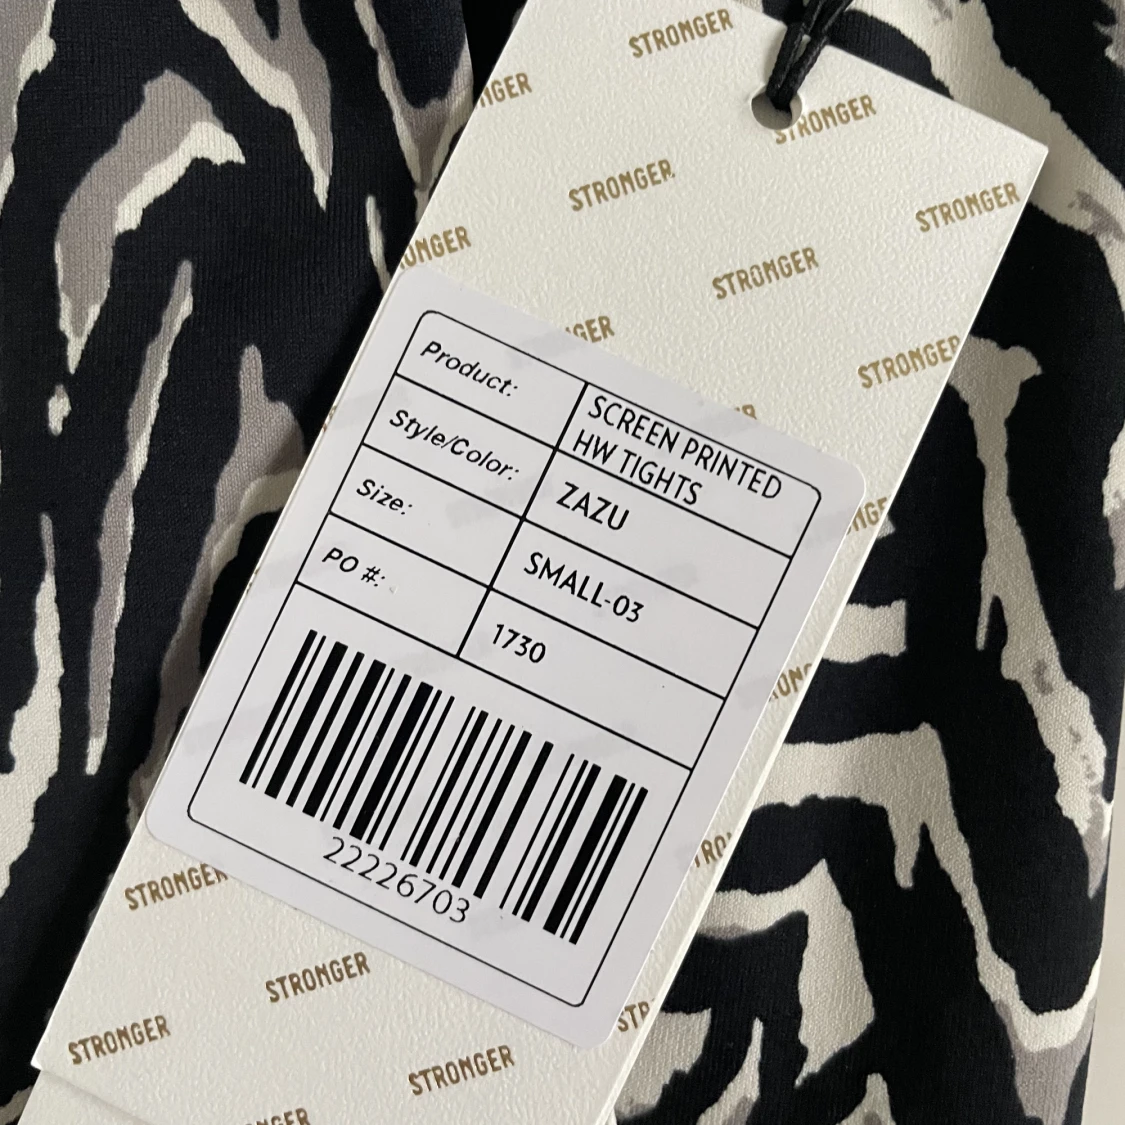 STRONGER
STRONGER
STRONGER
STRONGER
STRONGER
STRONGER
Product: SCREEN PRINTED
HW TIGHTS
Style/Color: ZAZU
Size: SMALL-03
PO #: 1730
22226703
STRONGER
STRONGER
STRONGER
STRONGER